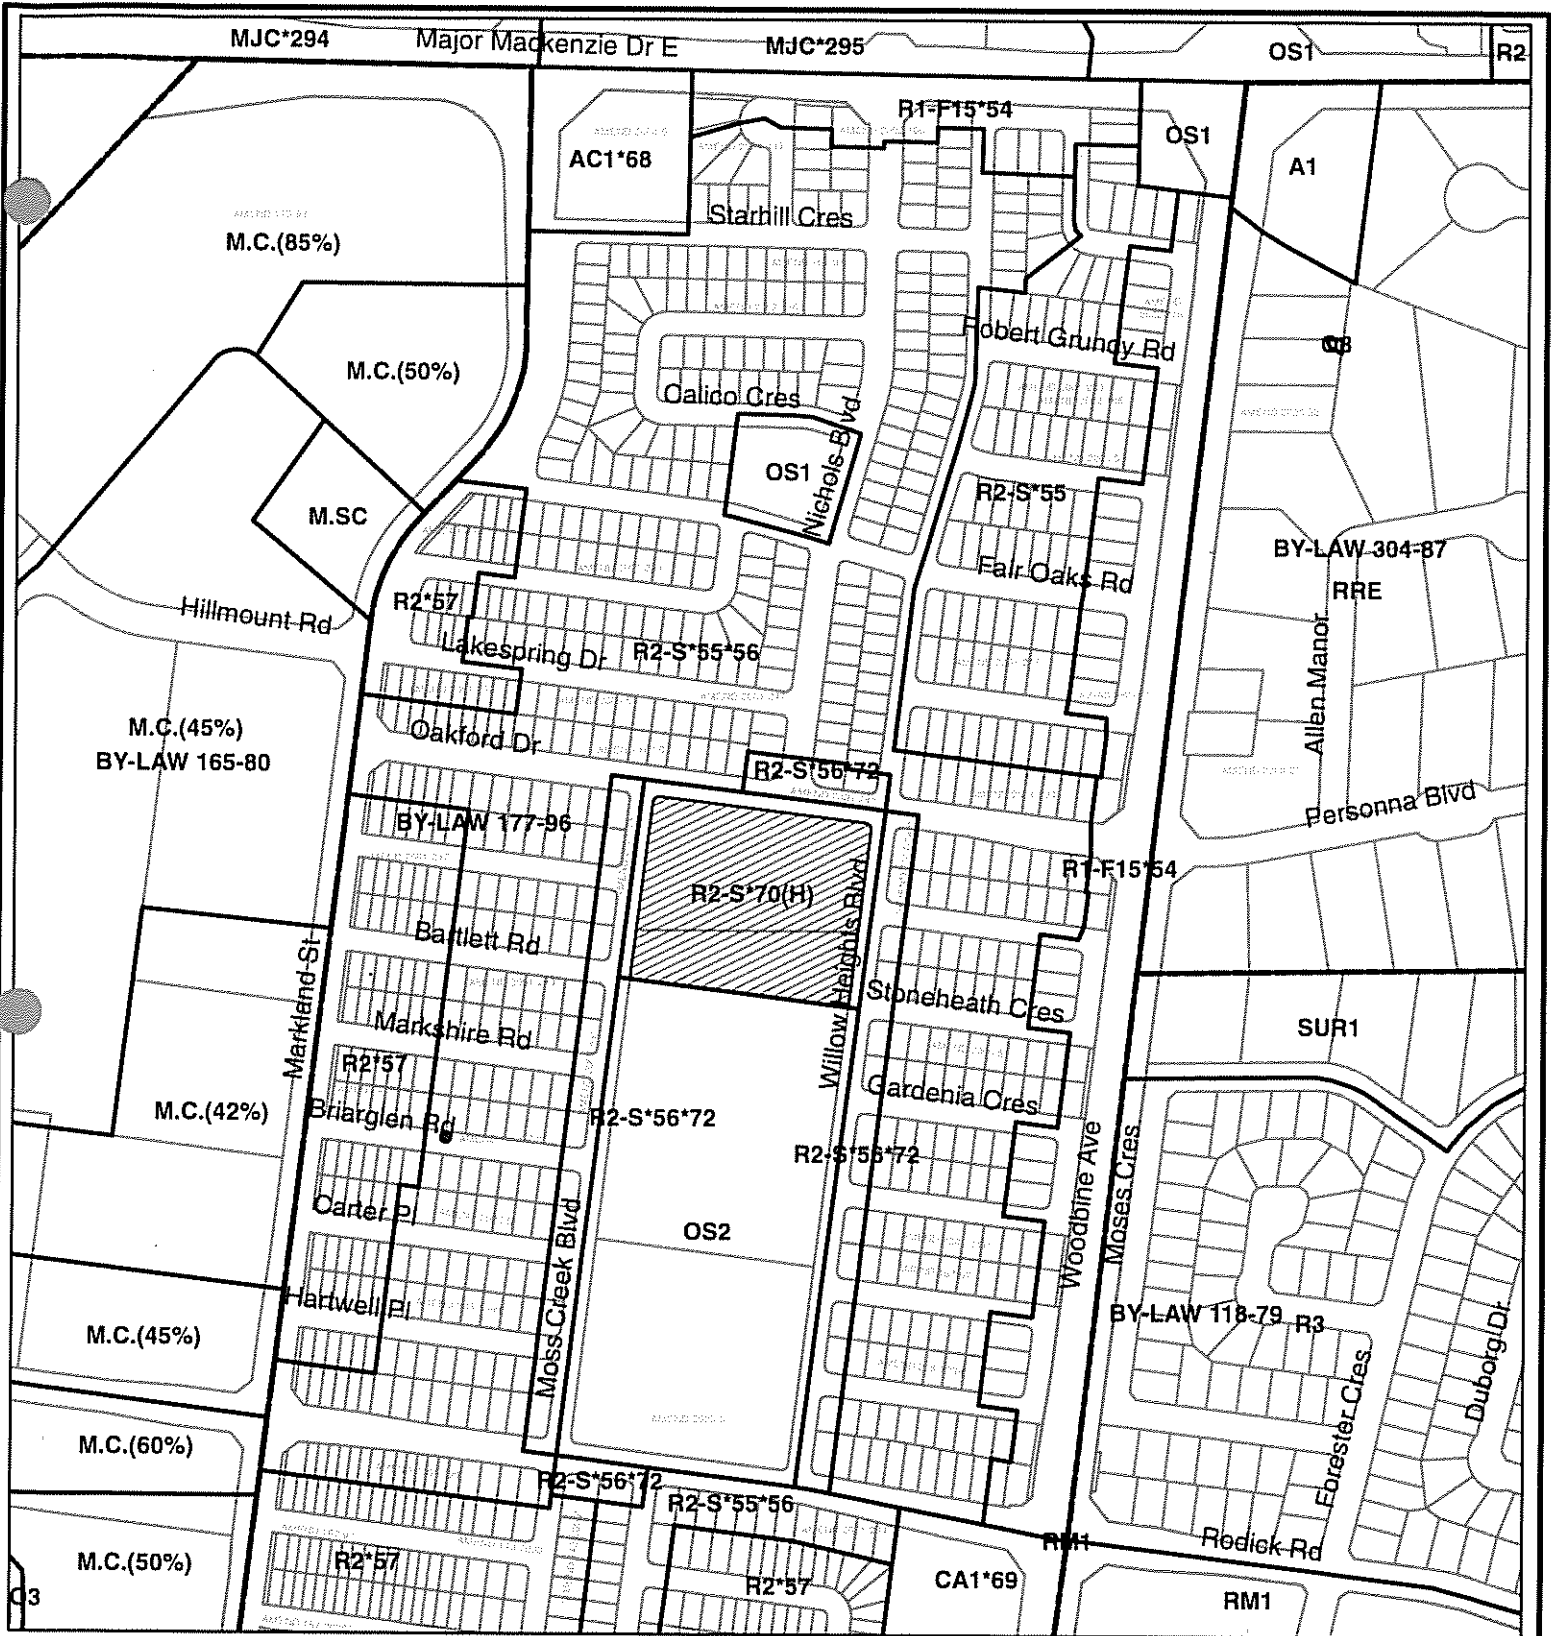 MJC*294
Major Mackenzie Dr E
MJC*295
OS1
R2
R1-F15*54
OS1
AC1*68
A1
Starhill Cres
M.C.(85%)
Robert Grundy Rd
M.C.(50%)
Calico Cres
Nichols Blvd
OS1
R2-S*55
M.SC
BY-LAW 304-87
Fair Oaks Rd
RRE
R2*57
Hillmount Rd
Lakespring Dr
R2-S*55*56
Allen Manor
M.C.(45%)
Oakford Dr
BY-LAW 165-80
R2-S*56*72
Personna Blvd
BY-LAW 177-96
R1-F15*54
R2-S*70(H)
Willow Heights Blvd
Bartlett Rd
Markland St
Stoneheath Cres
Markshire Rd
SUR1
R2*57
Gardenia Cres
M.C.(42%)
Briarglen Rd
R2-S*56*72
R2-S*56*72
Woodbine Ave
Moses Cres
Carter Pl
OS2
Moss Creek Blvd
Hartwell Pl
BY-LAW 118-79
R3
M.C.(45%)
Duborg Dr
Forester Cres
M.C.(60%)
R2-S*56*72
R2-S*55*56
RM1
Rodick Rd
M.C.(50%)
R2*57
R2*57
CA1*69
O3
RM1